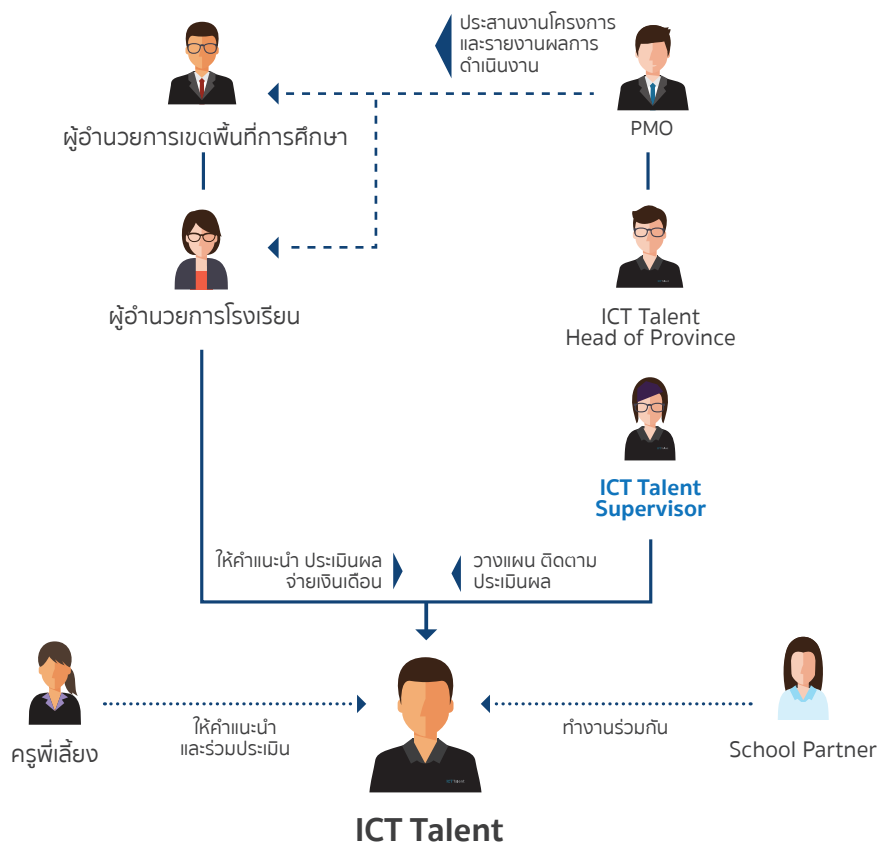 ประสานงานโครงการ
และรายงานผลการ
ดำเนินงาน
ผู้อำนวยการเขตพื้นที่การศึกษา
PMO
ผู้อำนวยการโรงเรียน
ICT Talent
Head of Province
ICT Talent
Supervisor
ให้คำแนะนำ ประเมินผล
จ่ายเงินเดือน
วางแผน ติดตาม
ประเมินผล
ครูพี่เลี้ยง
ให้คำแนะนำ
และร่วมประเมิน
ทำงานร่วมกัน
School Partner
ICT Talent